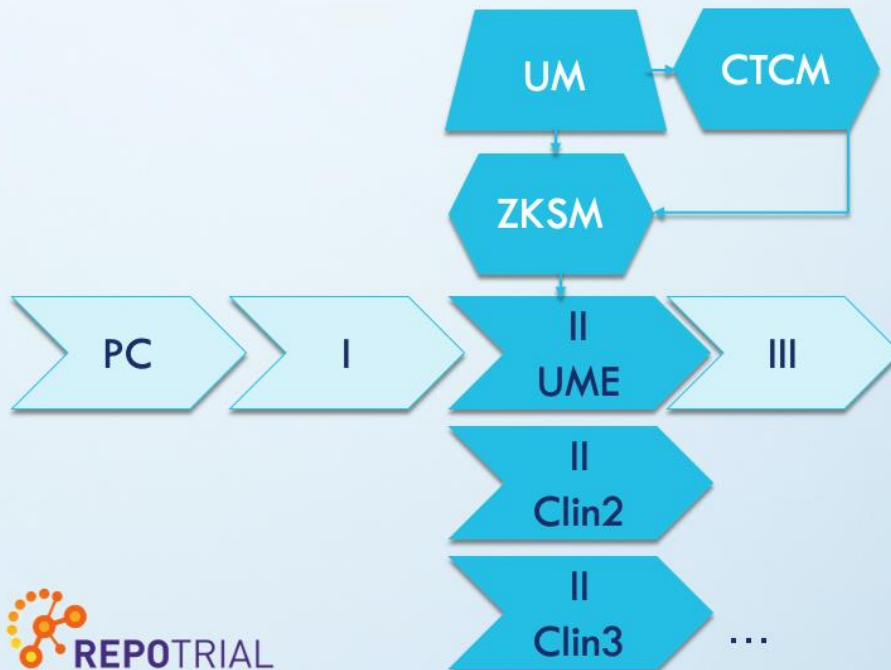 UM
CTCM
ZKSM
PC
I
II
UME
III
II
Clin2
II
Clin3
...
REPOTRIAL